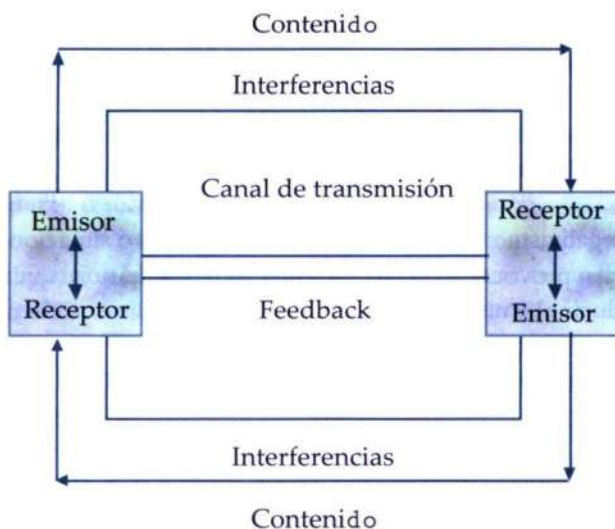 Contenido
Interferencias
Canal de transmisión
Emisor
Receptor
Receptor
Emisor
Feedback
Interferencias
Contenido